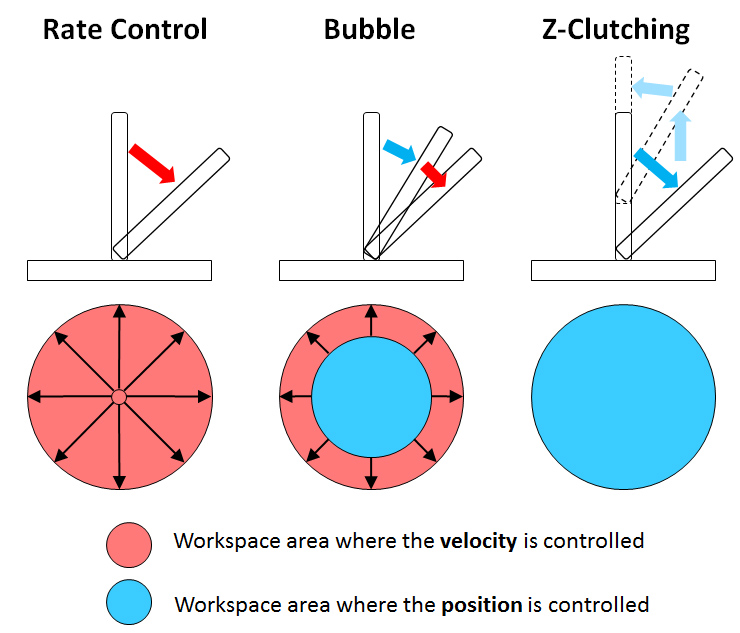 Rate Control
Bubble
Z-Clutching
Workspace area where the velocity is controlled
Workspace area where the position is controlled